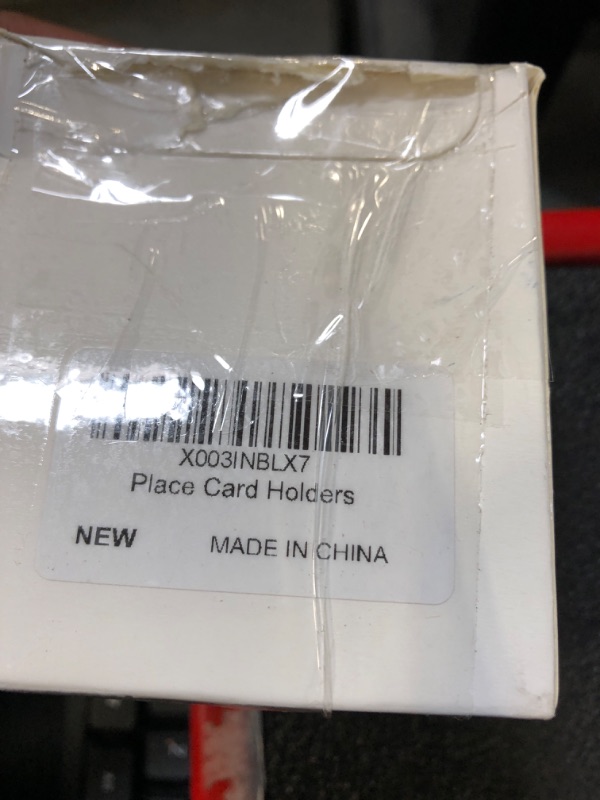 X003INBLX7
Place Card Holders
NEW
MADE IN CHINA